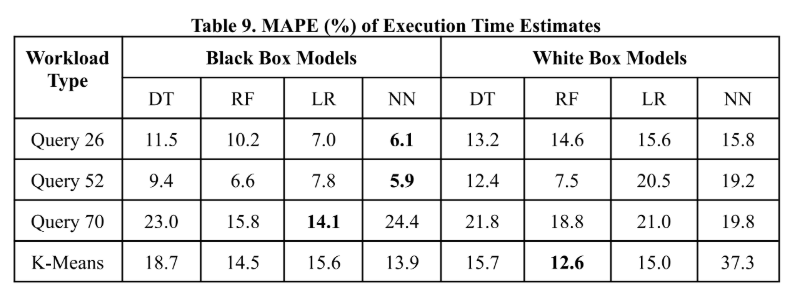 Table 9. MAPE (%) of Execution Time Estimates
Workload Type Black Box Models White Box Models
DT RF LR NN DT RF LR NN
Query 26 11.5 10.2 7.0 6.1 13.2 14.6 15.6 15.8
Query 52 9.4 6.6 7.8 5.9 12.4 7.5 20.5 19.2
Query 70 23.0 15.8 14.1 24.4 21.8 18.8 21.0 19.8
K-Means 18.7 14.5 15.6 13.9 15.7 12.6 15.0 37.3